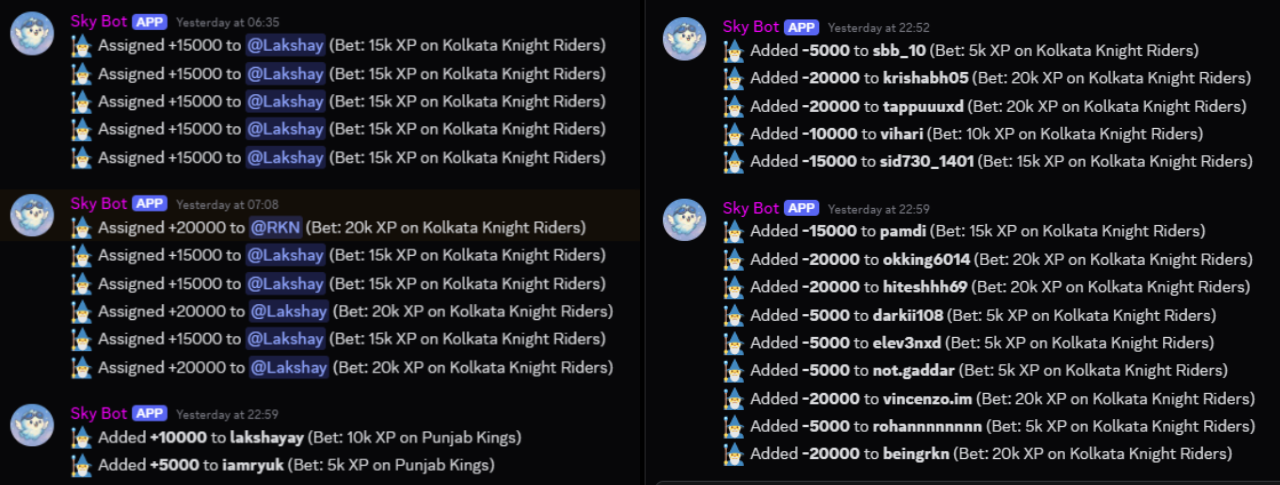 Sky Bot APP Yesterday at 06:35
Assigned +15000 to @Lakshay (Bet: 15k XP on Kolkata Knight Riders)
Assigned +15000 to @Lakshay (Bet: 15k XP on Kolkata Knight Riders)
Assigned +15000 to @Lakshay (Bet: 15k XP on Kolkata Knight Riders)
Assigned +15000 to @Lakshay (Bet: 15k XP on Kolkata Knight Riders)
Assigned +15000 to @Lakshay (Bet: 15k XP on Kolkata Knight Riders)
Sky Bot APP Yesterday at 07:08
Assigned +20000 to @RKN (Bet: 20k XP on Kolkata Knight Riders)
Assigned +15000 to @Lakshay (Bet: 15k XP on Kolkata Knight Riders)
Assigned +15000 to @Lakshay (Bet: 15k XP on Kolkata Knight Riders)
Assigned +20000 to @Lakshay (Bet: 20k XP on Kolkata Knight Riders)
Assigned +15000 to @Lakshay (Bet: 15k XP on Kolkata Knight Riders)
Assigned +20000 to @Lakshay (Bet: 20k XP on Kolkata Knight Riders)
Sky Bot APP Yesterday at 22:59
Added +10000 to lakshayay (Bet: 10k XP on Punjab Kings)
Added +5000 to iamryuk (Bet: 5k XP on Punjab Kings)
Sky Bot APP Yesterday at 22:52
Added -5000 to sbb_10 (Bet: 5k XP on Kolkata Knight Riders)
Added -20000 to krishabh05 (Bet: 20k XP on Kolkata Knight Riders)
Added -20000 to tappuuuxd (Bet: 20k XP on Kolkata Knight Riders)
Added -10000 to vihari (Bet: 10k XP on Kolkata Knight Riders)
Added -15000 to sid730_1401 (Bet: 15k XP on Kolkata Knight Riders)
Sky Bot APP Yesterday at 22:59
Added -15000 to pamdi (Bet: 15k XP on Kolkata Knight Riders)
Added -20000 to okking6014 (Bet: 20k XP on Kolkata Knight Riders)
Added -20000 to hiteshhh69 (Bet: 20k XP on Kolkata Knight Riders)
Added -5000 to darkii108 (Bet: 5k XP on Kolkata Knight Riders)
Added -5000 to elev3nxd (Bet: 5k XP on Kolkata Knight Riders)
Added -5000 to not.gaddar (Bet: 5k XP on Kolkata Knight Riders)
Added -20000 to vincenzo.im (Bet: 20k XP on Kolkata Knight Riders)
Added -5000 to rohannnnnnnn (Bet: 5k XP on Kolkata Knight Riders)
Added -20000 to beingrkn (Bet: 20k XP on Kolkata Knight Riders)